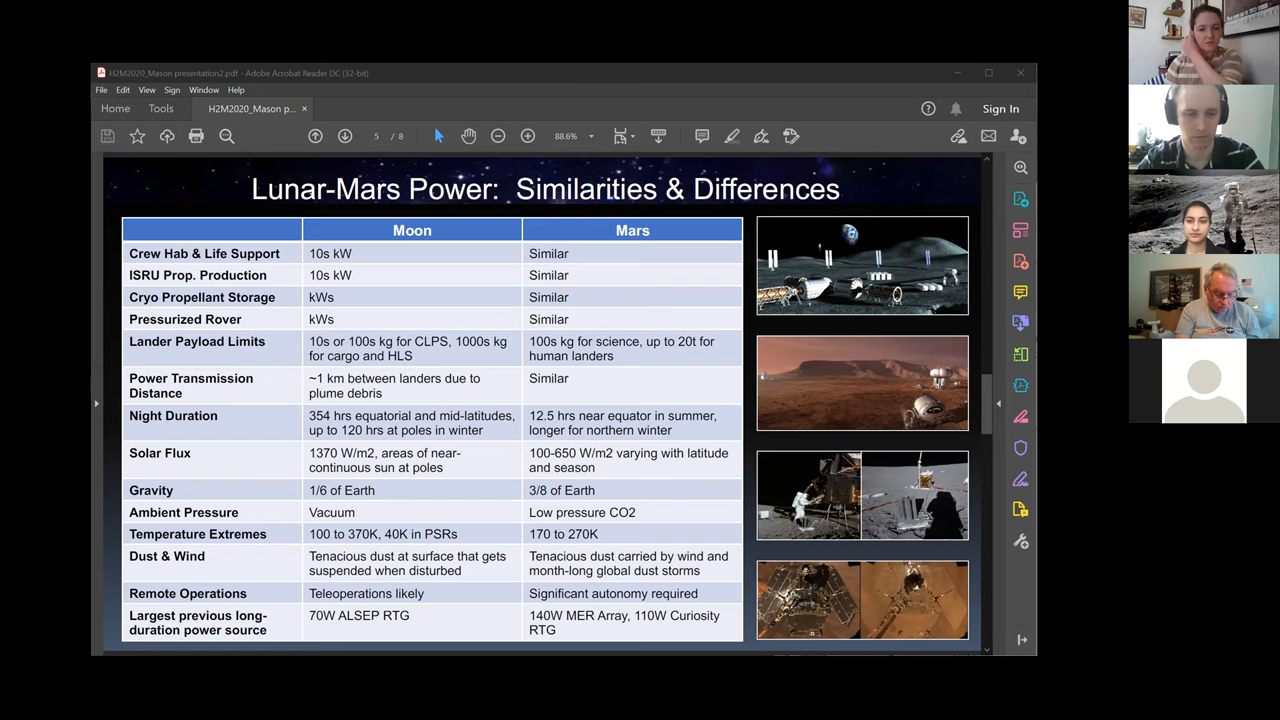 H2M2020_Mason presentation2.pdf - Adobe Acrobat Reader DC (32-bit)
File Edit View Sign Window Help
Home Tools H2M2020_Mason p... × Sign In
5 / 8 88.6%
Lunar-Mars Power: Similarities & Differences
Moon Mars
Crew Hab & Life Support 10s kW Similar
ISRU Prop. Production 10s kW Similar
Cryo Propellant Storage kWs Similar
Pressurized Rover kWs Similar
Lander Payload Limits 10s or 100s kg for CLPS, 1000s kg 100s kg for science, up to 20t for
for cargo and HLS human landers
Power Transmission ~1 km between landers due to Similar
Distance plume debris
Night Duration 354 hrs equatorial and mid-latitudes, 12.5 hrs near equator in summer,
up to 120 hrs at poles in winter longer for northern winter
Solar Flux 1370 W/m2, areas of near- 100-650 W/m2 varying with latitude
continuous sun at poles and season
Gravity 1/6 of Earth 3/8 of Earth
Ambient Pressure Vacuum Low pressure CO2
Temperature Extremes 100 to 370K, 40K in PSRs 170 to 270K
Dust & Wind Tenacious dust at surface that gets Tenacious dust carried by wind and
suspended when disturbed month-long global dust storms
Remote Operations Teleoperations likely Significant autonomy required
Largest previous long- 70W ALSEP RTG 140W MER Array, 110W Curiosity
duration power source RTG